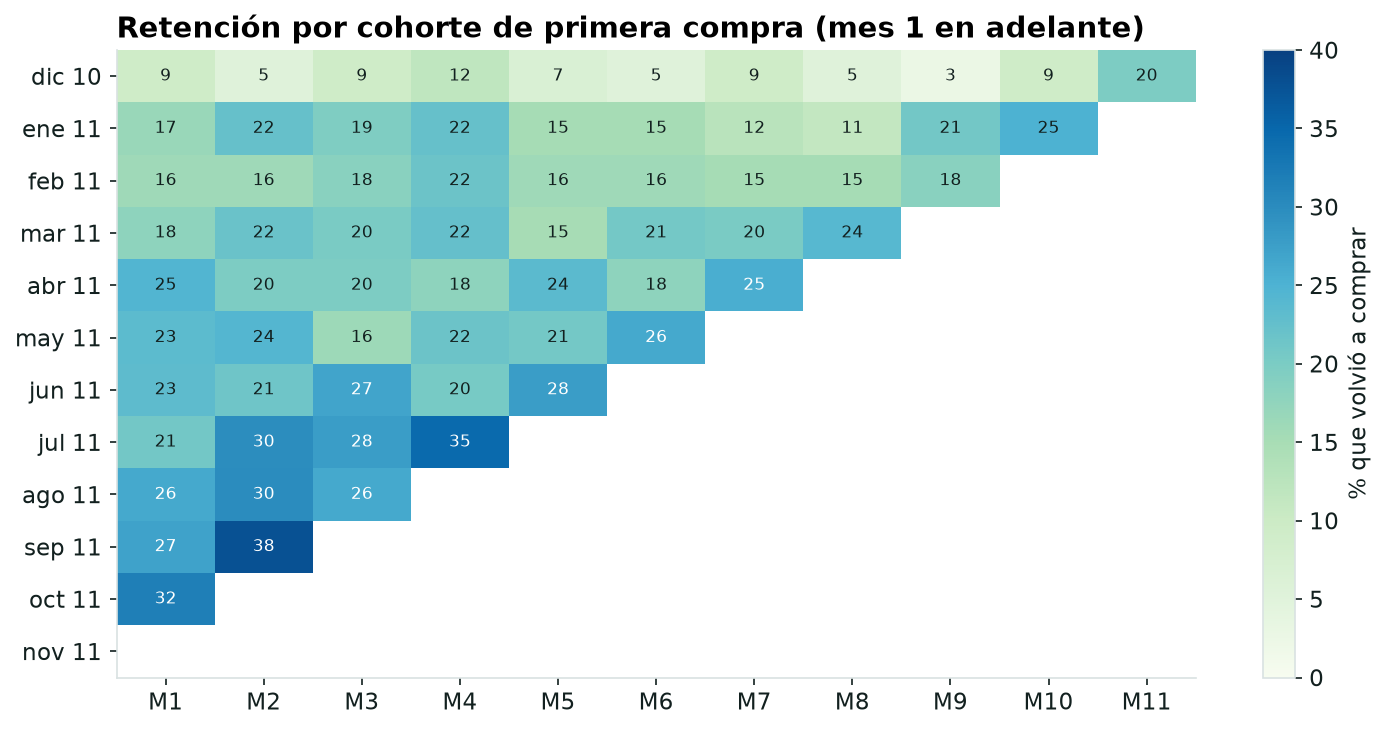 Retención por cohorte de primera compra (mes 1 en adelante)
dic 10 9 5 9 12 7 5 9 5 3 9 20
ene 11 17 22 19 22 15 15 12 11 21 25
feb 11 16 16 18 22 16 16 15 15 18
mar 11 18 22 20 22 15 21 20 24
abr 11 25 20 20 18 24 18 25
may 11 23 24 16 22 21 26
jun 11 23 21 27 20 28
jul 11 21 30 28 35
ago 11 26 30 26
sep 11 27 38
oct 11 32
nov 11
M1 M2 M3 M4 M5 M6 M7 M8 M9 M10 M11
40
35
30
25
20
15
10
5
0
% que volvió a comprar